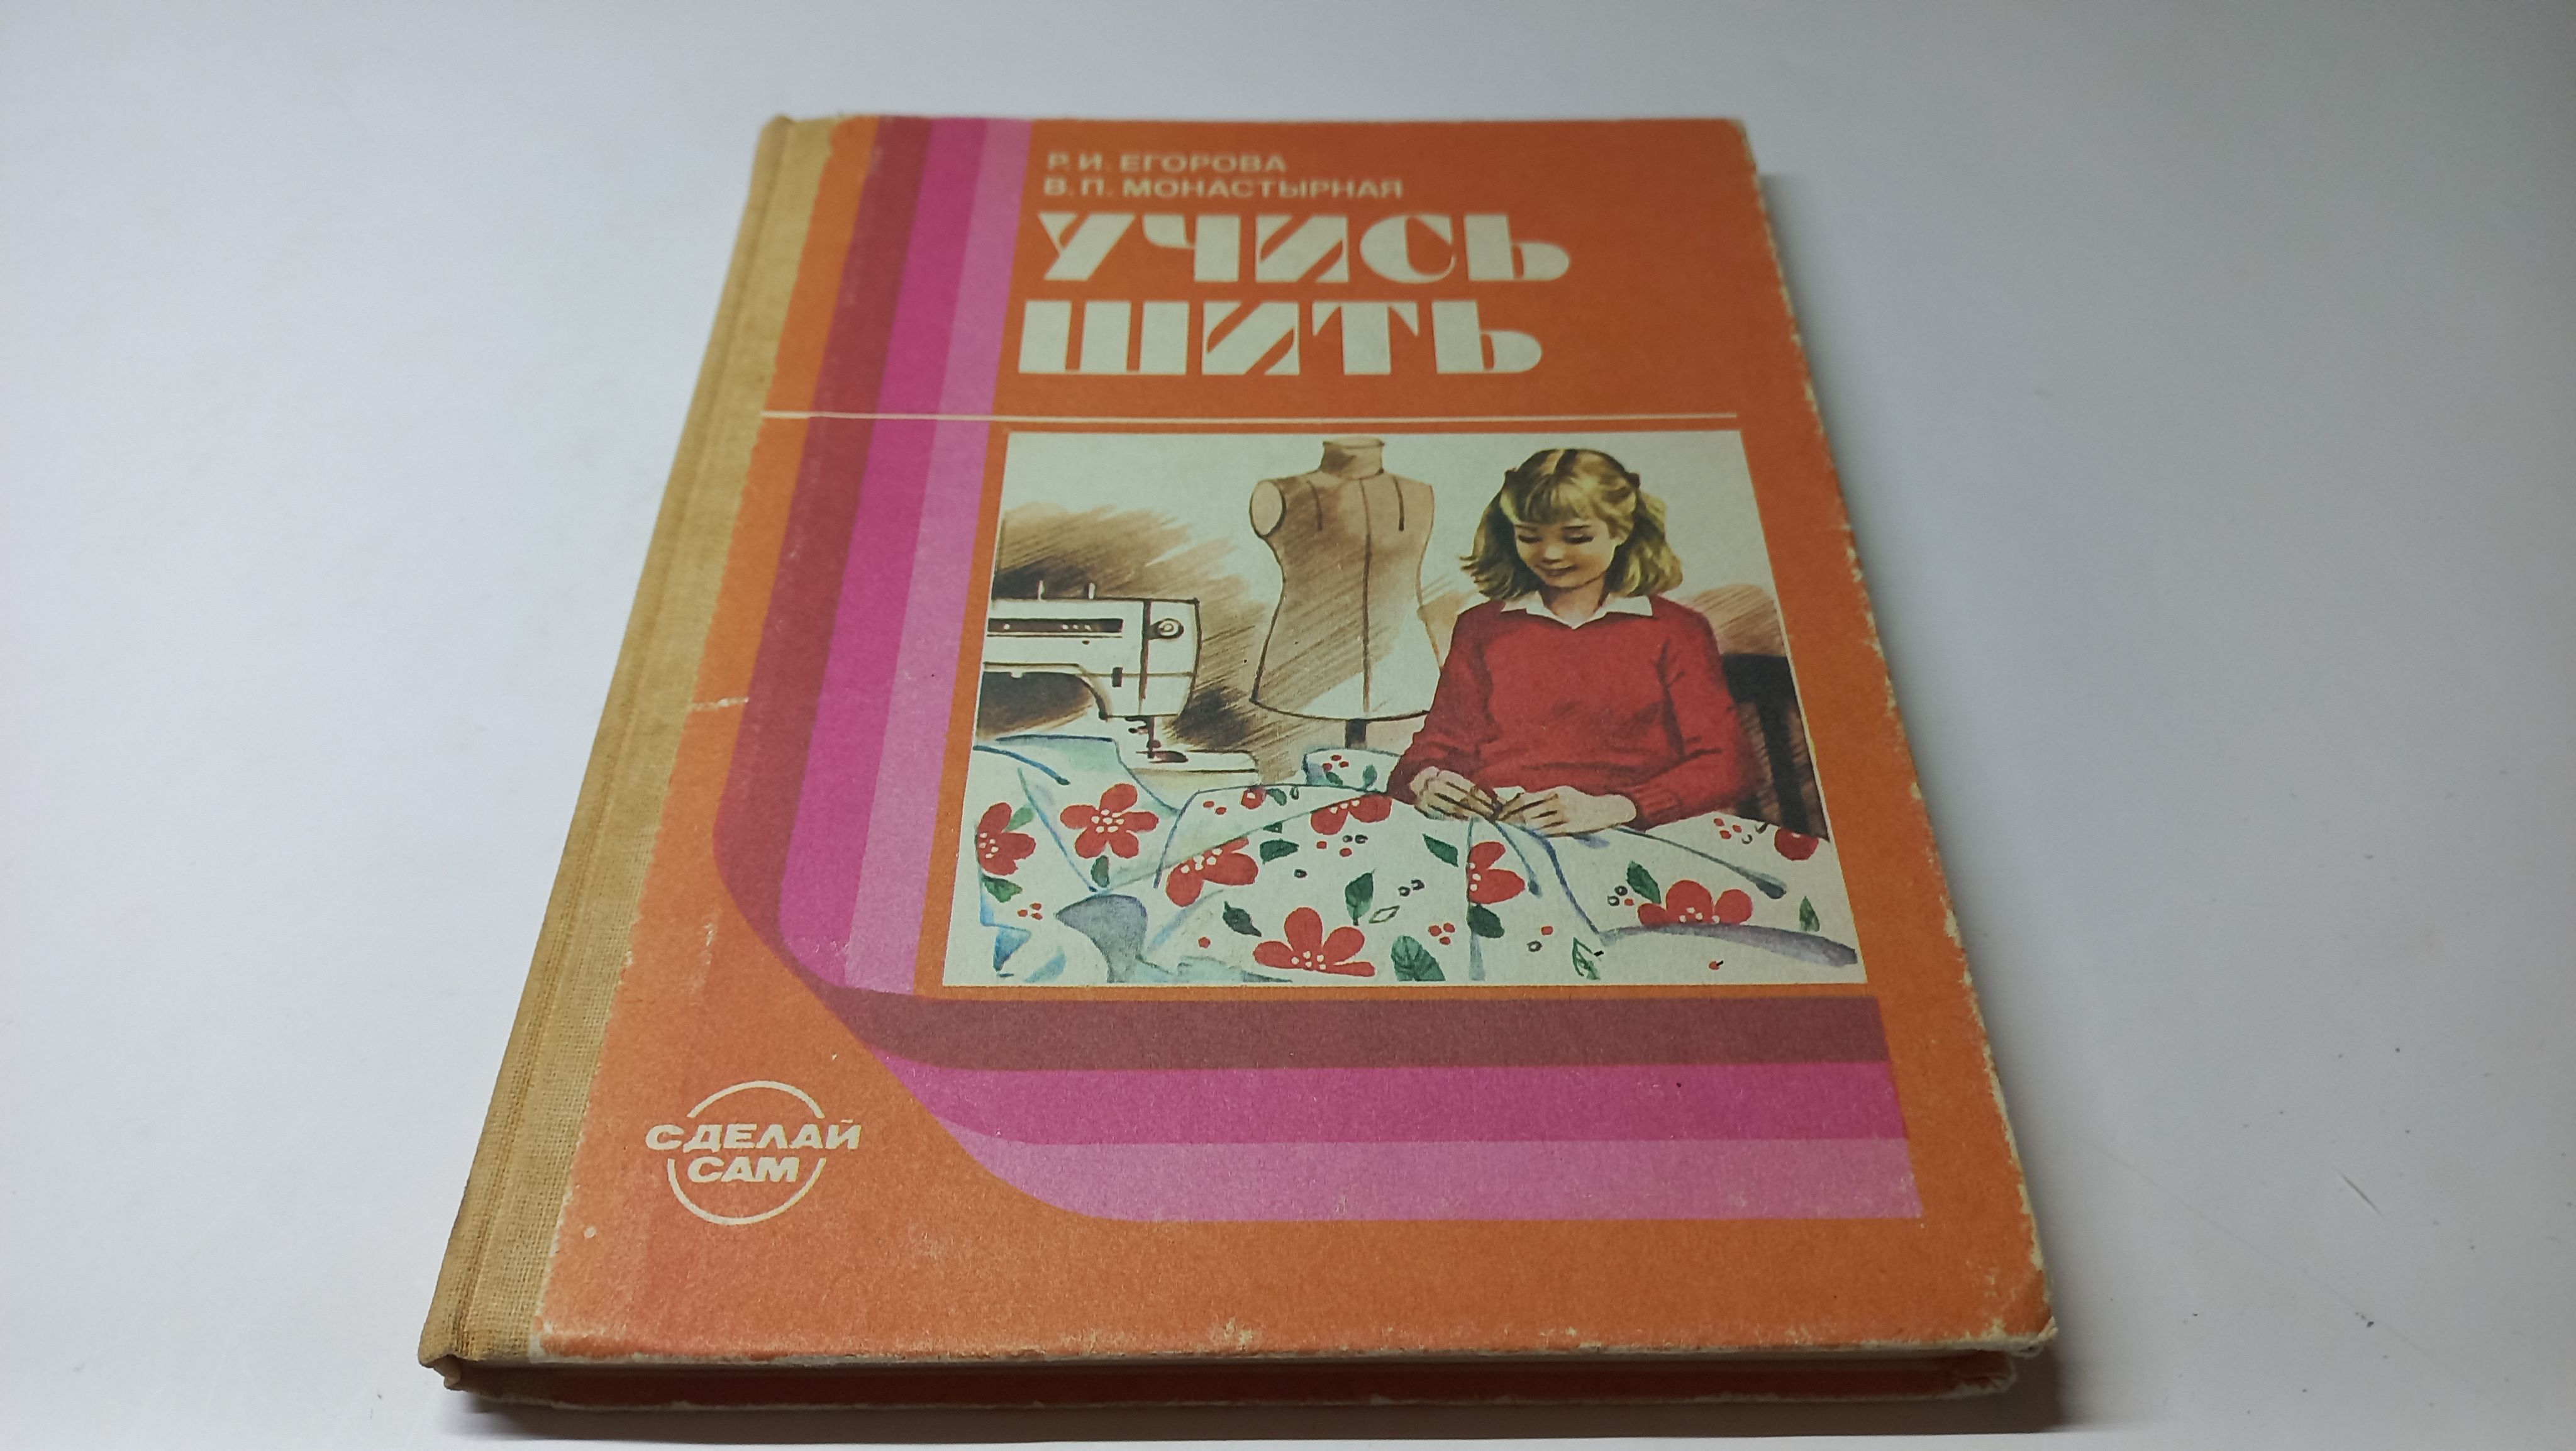 Р. И. ЕГОРОВА
В. П. МОНАСТЫРНАЯ
УЧИСЬ
ШИТЬ
СДЕЛАЙ
САМ